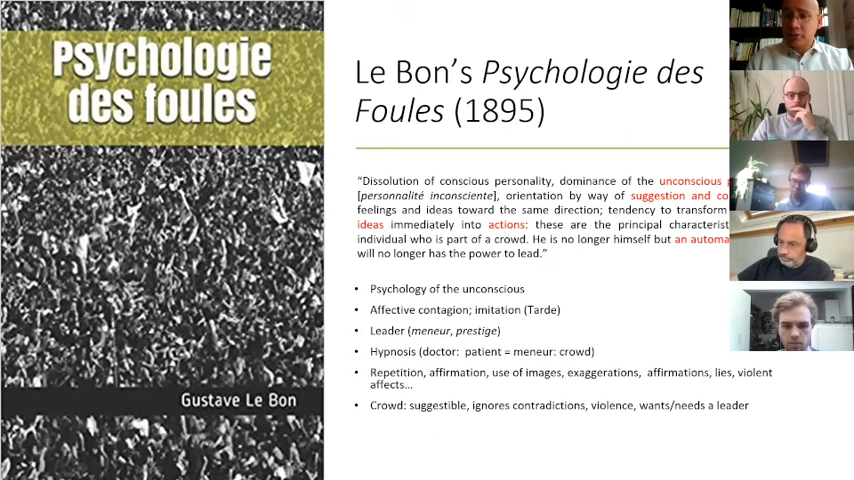 Psychologie
des foules
Gustave Le Bon
Le Bon's Psychologie des
Foules (1895)
“Dissolution of conscious personality, dominance of the unconscious
[personnalité inconsciente], orientation by way of suggestion and
feelings and ideas toward the same direction; tendency to transform
ideas immediately into actions: these are the principal
individual who is part of a crowd. He is no longer himself but an
will no longer has the power to lead.”
• Psychology of the unconscious
• Affective contagion; imitation (Tarde)
• Leader (meneur, prestige)
• Hypnosis (doctor: patient = meneur: crowd)
• Repetition, affirmation, use of images, exaggerations, affirmations, lies, violent
affects...
• Crowd: suggestible, ignores contradictions, violence, wants/needs a leader